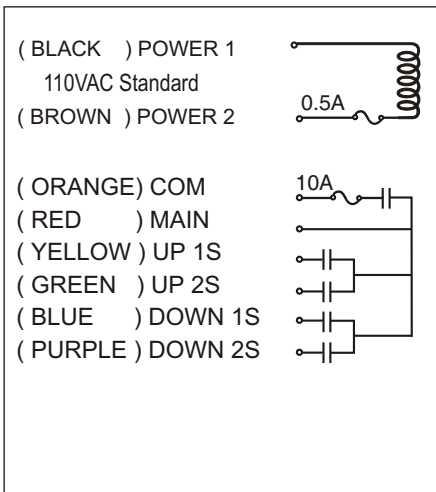 ( BLACK ) POWER 1
110VAC Standard
( BROWN ) POWER 2
0.5A
( ORANGE) COM
10A
( RED ) MAIN
( YELLOW ) UP 1S
( GREEN ) UP 2S
( BLUE ) DOWN 1S
( PURPLE ) DOWN 2S